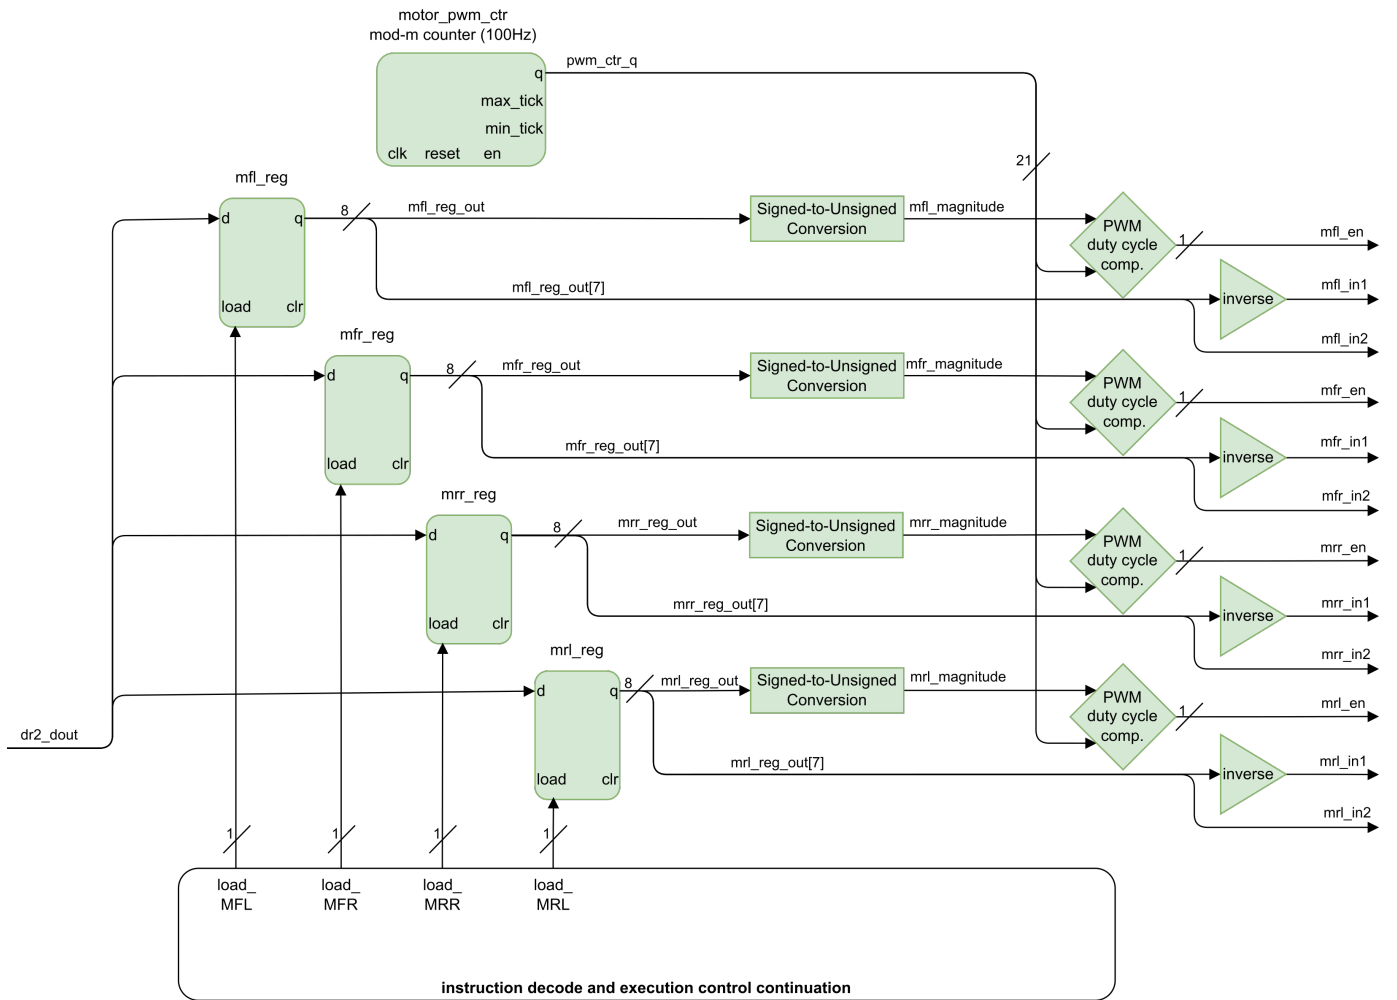 motor_pwm_ctr
mod-m counter (100Hz)
q
pwm_ctr_q
max_tick
min_tick
clk reset en
21
mfl_reg
d q
8
mfl_reg_out
Signed-to-Unsigned
Conversion
mfl_magnitude
PWM
duty cycle
comp.
1
mfl_en
load clr
mfl_reg_out[7]
inverse
mfl_in1
mfl_in2
mfr_reg
d q
8
mfr_reg_out
Signed-to-Unsigned
Conversion
mfr_magnitude
PWM
duty cycle
comp.
1
mfr_en
load clr
mfr_reg_out[7]
inverse
mfr_in1
mfr_in2
mrr_reg
d q
8
mrr_reg_out
Signed-to-Unsigned
Conversion
mrr_magnitude
PWM
duty cycle
comp.
1
mrr_en
load clr
mrr_reg_out[7]
inverse
mrr_in1
mrr_in2
mrl_reg
d q
8
mrl_reg_out
Signed-to-Unsigned
Conversion
mrl_magnitude
PWM
duty cycle
comp.
1
mrl_en
dr2_dout
load clr
mrl_reg_out[7]
inverse
mrl_in1
mrl_in2
1
1
1
1
load_
MFL
load_
MFR
load_
MRR
load_
MRL
instruction decode and execution control continuation